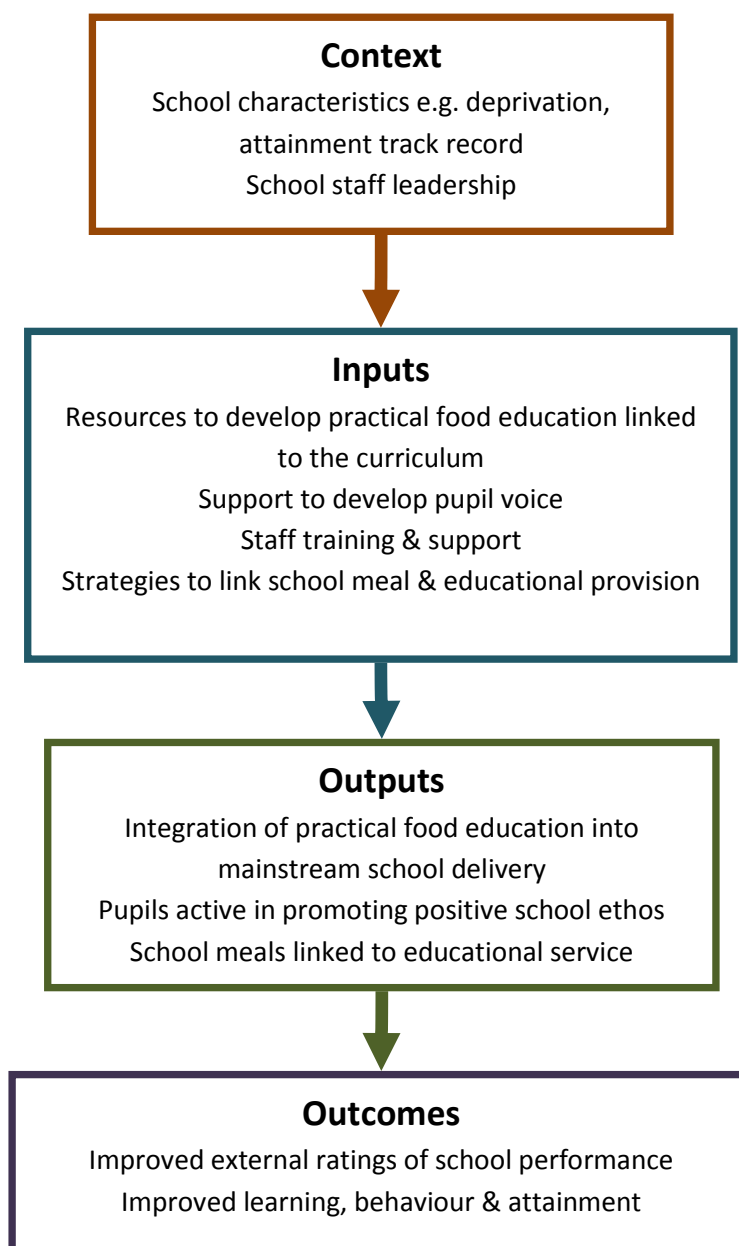 Context
School characteristics e.g. deprivation,
attainment track record
School staff leadership
Inputs
Resources to develop practical food education linked
to the curriculum
Support to develop pupil voice
Staff training & support
Strategies to link school meal & educational provision
Outputs
Integration of practical food education into
mainstream school delivery
Pupils active in promoting positive school ethos
School meals linked to educational service
Outcomes
Improved external ratings of school performance
Improved learning, behaviour & attainment